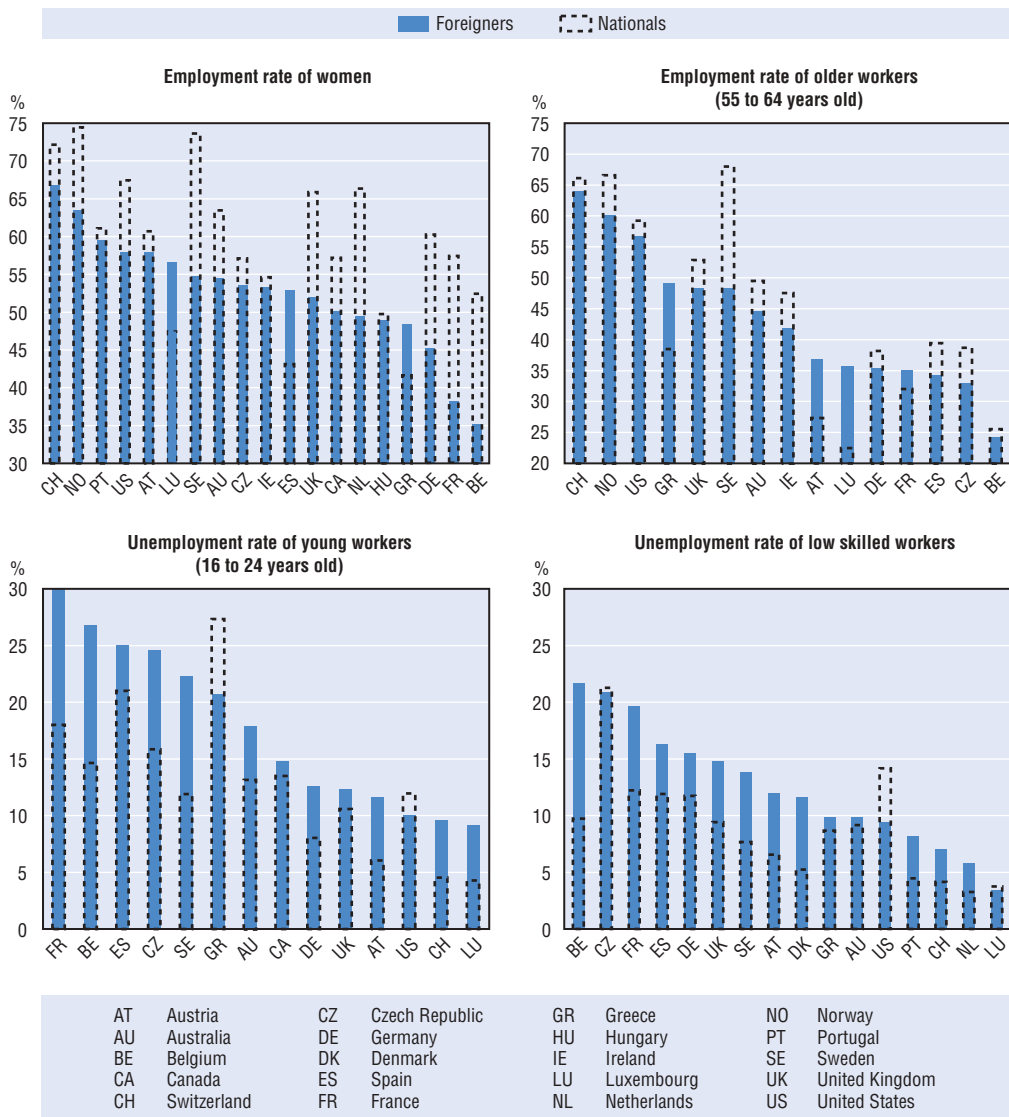 Foreigners Nationals
Employment rate of women
%
75
70
65
60
55
50
45
40
35
30
CH NO PT US AT LU SE AU CZ IE ES UK CA NL HU GR DE FR BE
Employment rate of older workers
(55 to 64 years old)
%
75
70
65
60
55
50
45
40
35
30
25
20
CH NO US GR UK SE AU IE AT LU DE FR ES CZ BE
Unemployment rate of young workers
(16 to 24 years old)
%
30
25
20
15
10
5
0
FR BE ES CZ SE GR AU CA DE UK AT US CH LU
Unemployment rate of low skilled workers
%
30
25
20
15
10
5
0
BE CZ FR ES DE UK SE AT DK GR AU US PT CH NL LU
AT Austria CZ Czech Republic GR Greece NO Norway
AU Australia DE Germany HU Hungary PT Portugal
BE Belgium DK Denmark IE Ireland SE Sweden
CA Canada ES Spain LU Luxembourg UK United Kingdom
CH Switzerland FR France NL Netherlands US United States